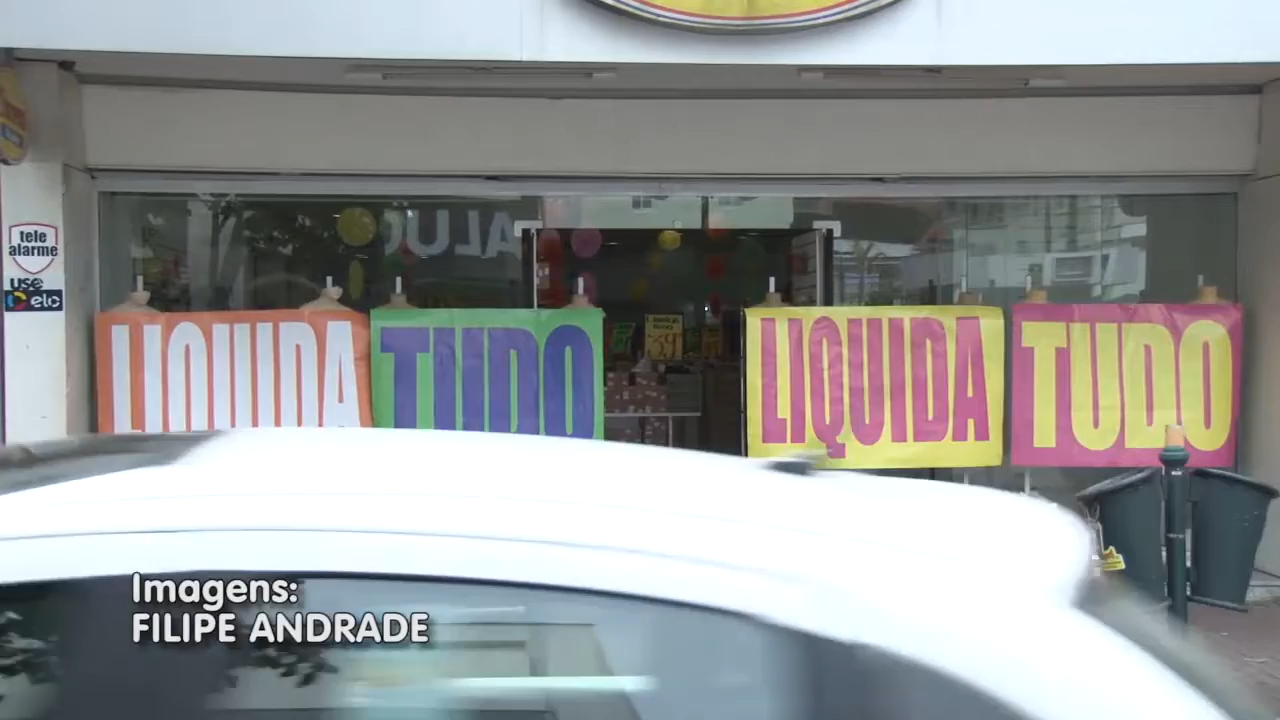 tele
alarme
use
elo
LIQUIDA TUDO LIQUIDA TUDO
Imagens:
FILIPE ANDRADE